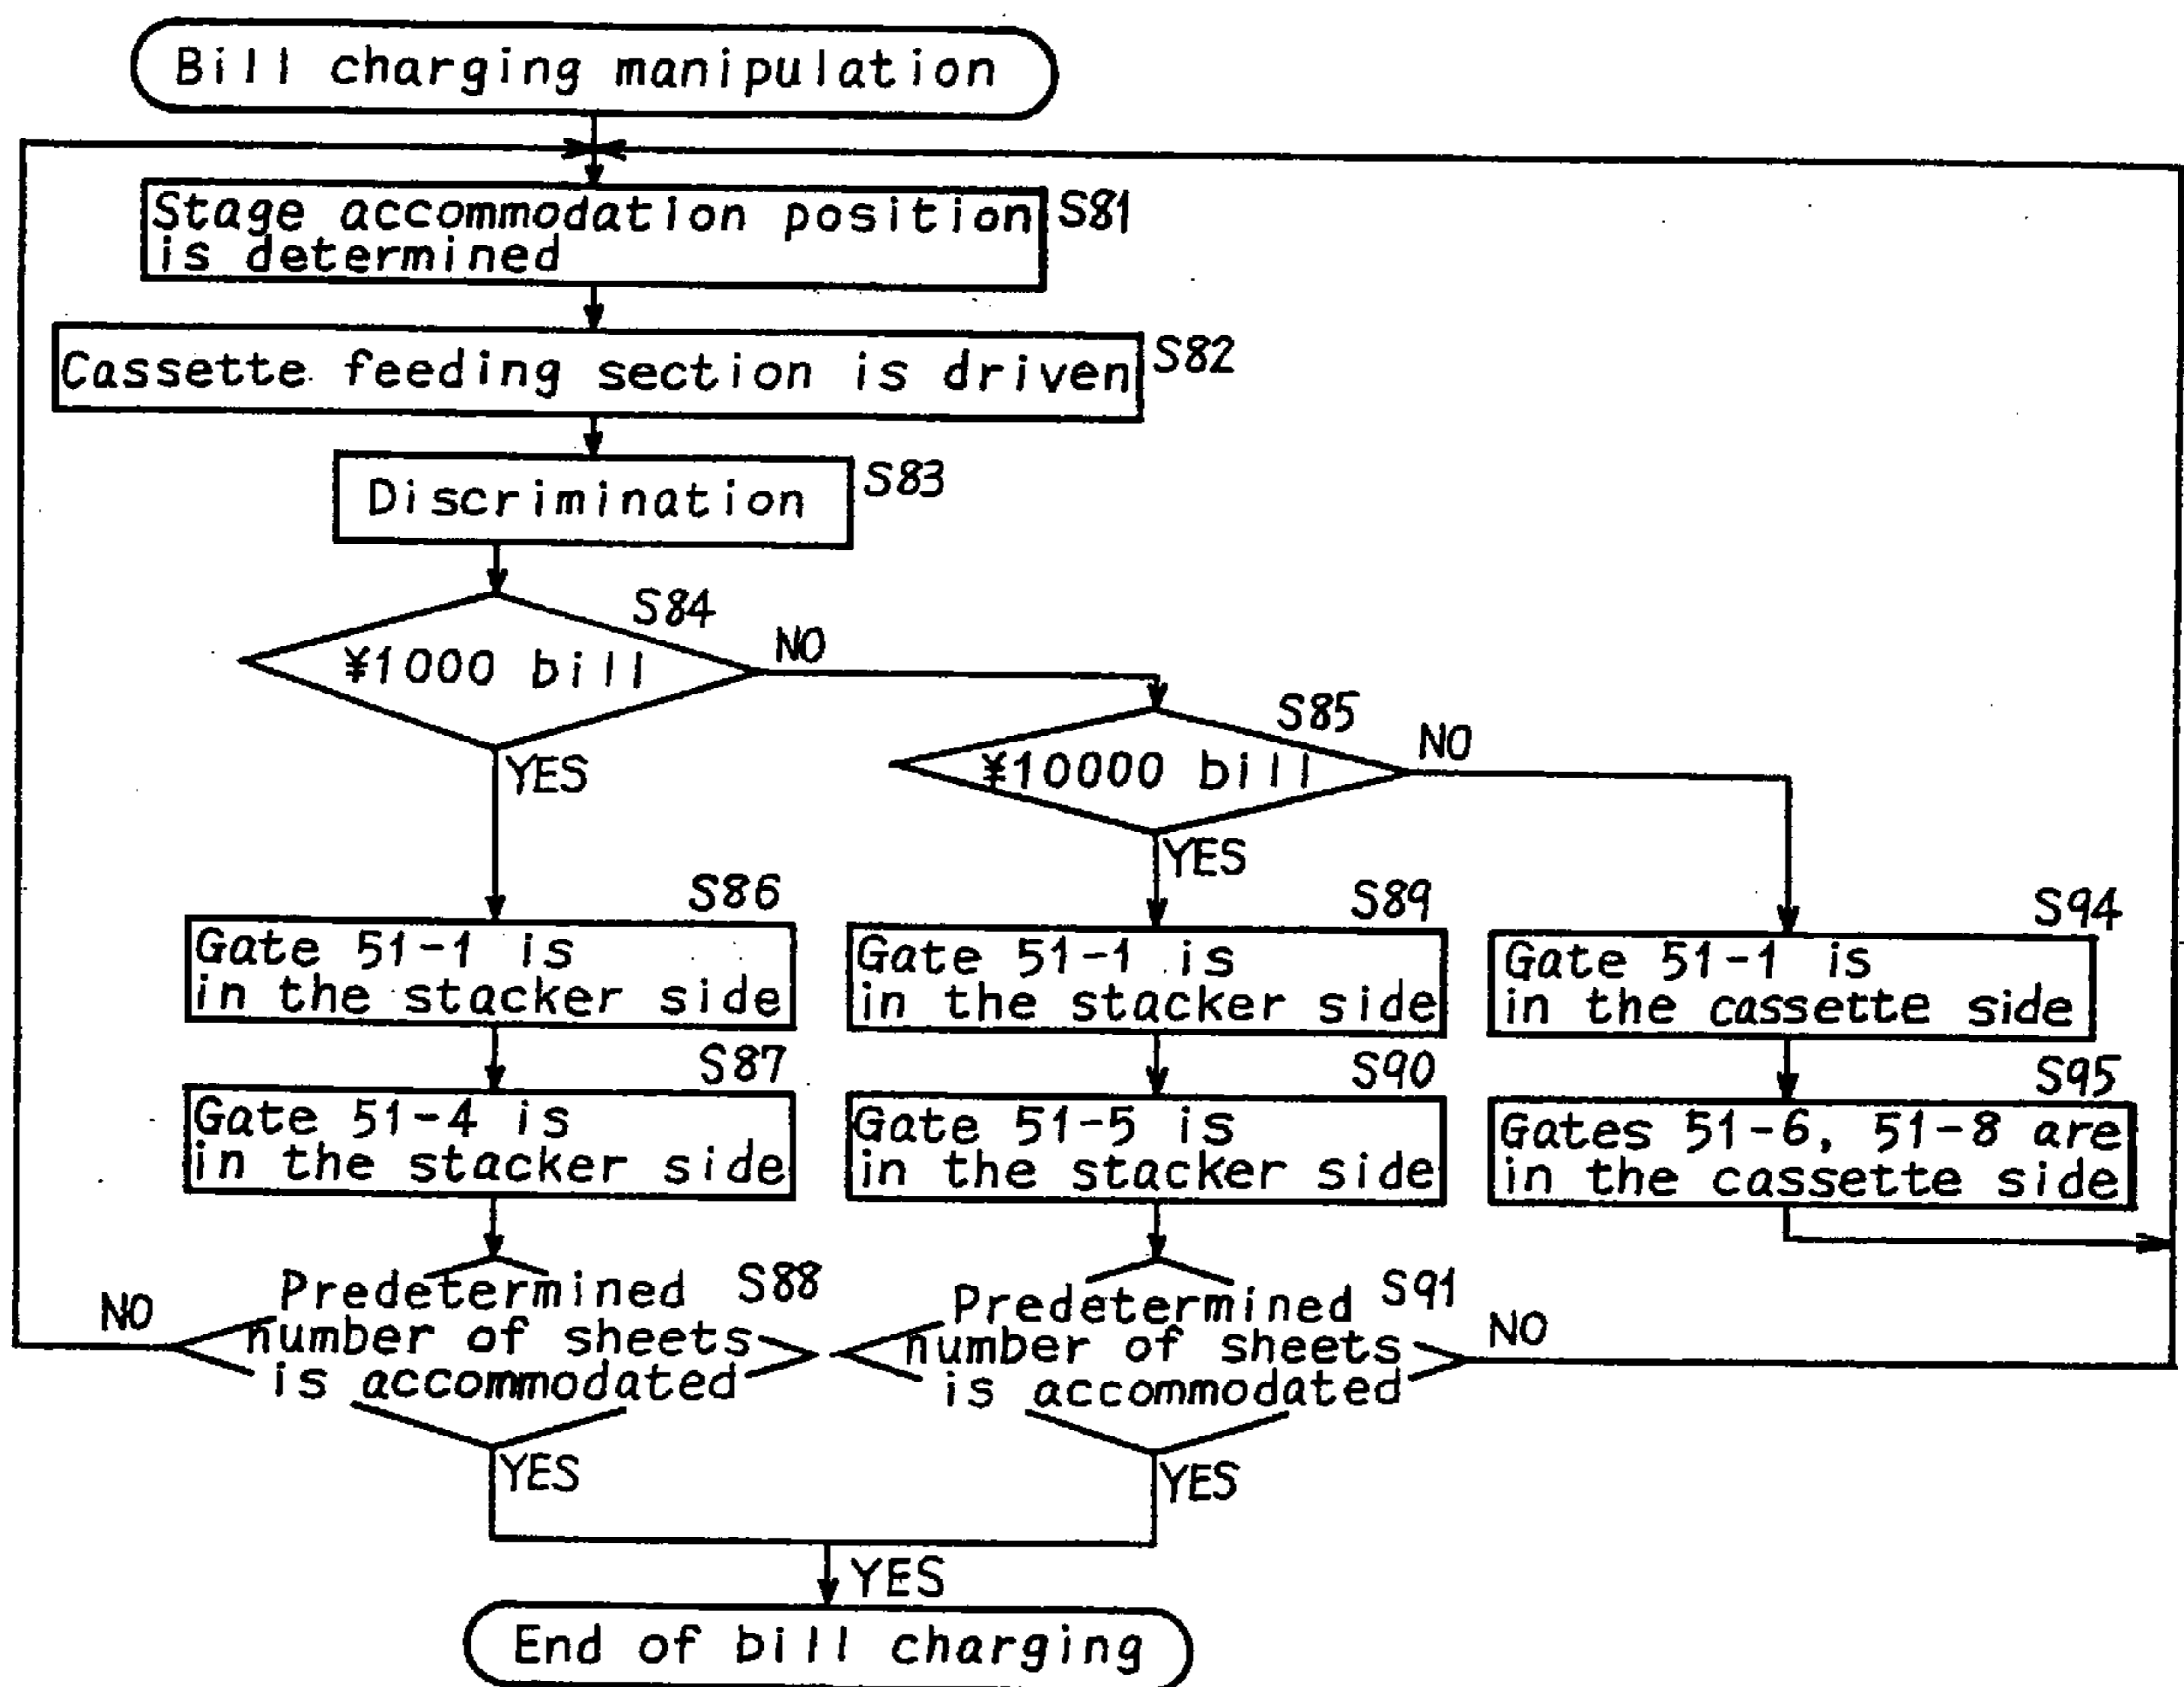 Bill charging manipulation
Stage accommodation position
is determined
S81
Cassette feeding section is driven
S82
Discrimination
S83
S84
¥1000 bill
NO
YES
S85
¥10000 bill
NO
YES
S86
Gate 51-1 is
in the stacker side
S89
Gate 51-1 is
in the stacker side
S94
Gate 51-1 is
in the cassette side
S87
Gate 51-4 is
in the stacker side
S90
Gate 51-5 is
in the stacker side
S95
Gates 51-6, 51-8 are
in the cassette side
S88
Predetermined
number of sheets
is accommodated
NO
YES
S91
Predetermined
number of sheets
is accommodated
NO
YES
YES
End of bill charging